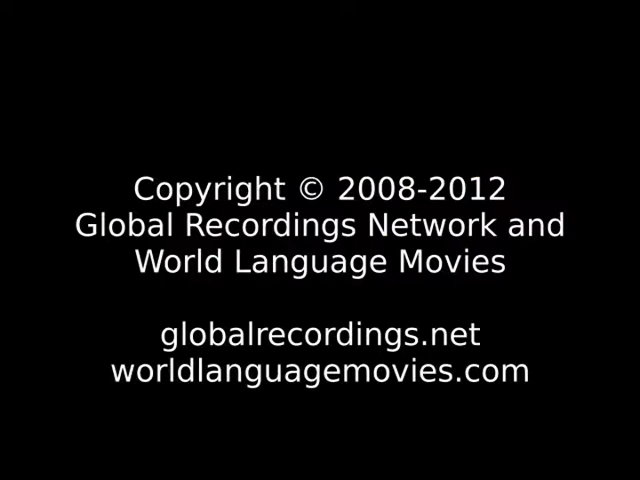 Copyright © 2008-2012
Global Recordings Network and
World Language Movies
globalrecordings.net
worldlanguagemovies.com